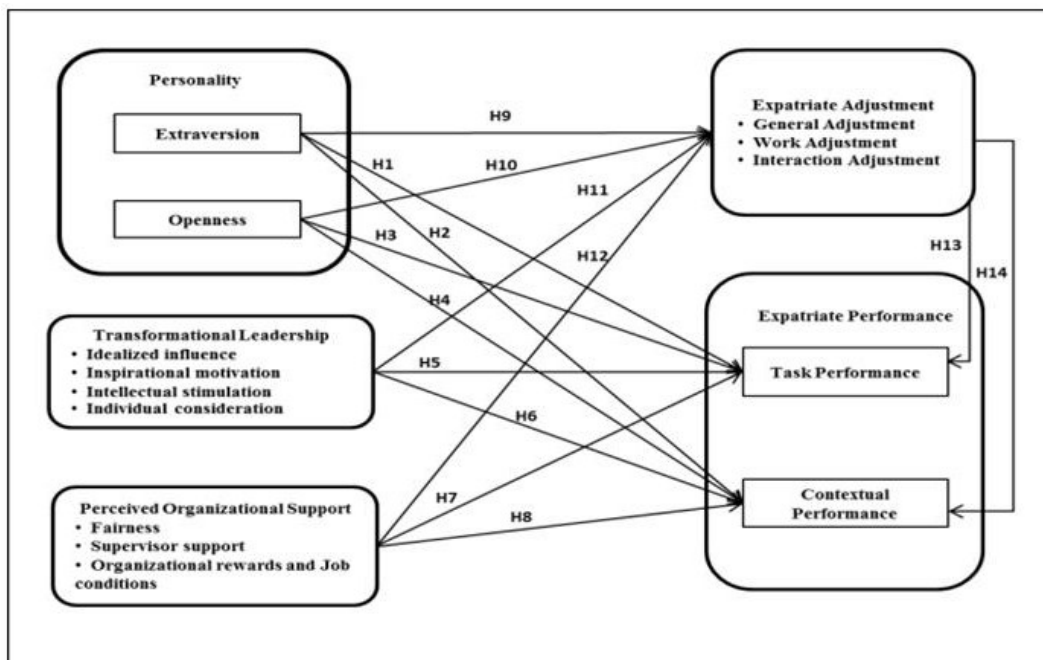 Personality
Extraversion
Openness
Transformational Leadership
• Idealized influence
• Inspirational motivation
• Intellectual stimulation
• Individual consideration
Perceived Organizational Support
• Fairness
• Supervisor support
• Organizational rewards and Job
conditions
H9
H1
H10
H11
H3
H2
H12
H4
H5
H6
H7
H8
Expatriate Adjustment
• General Adjustment
• Work Adjustment
• Interaction Adjustment
H13
H14
Expatriate Performance
Task Performance
Contextual
Performance